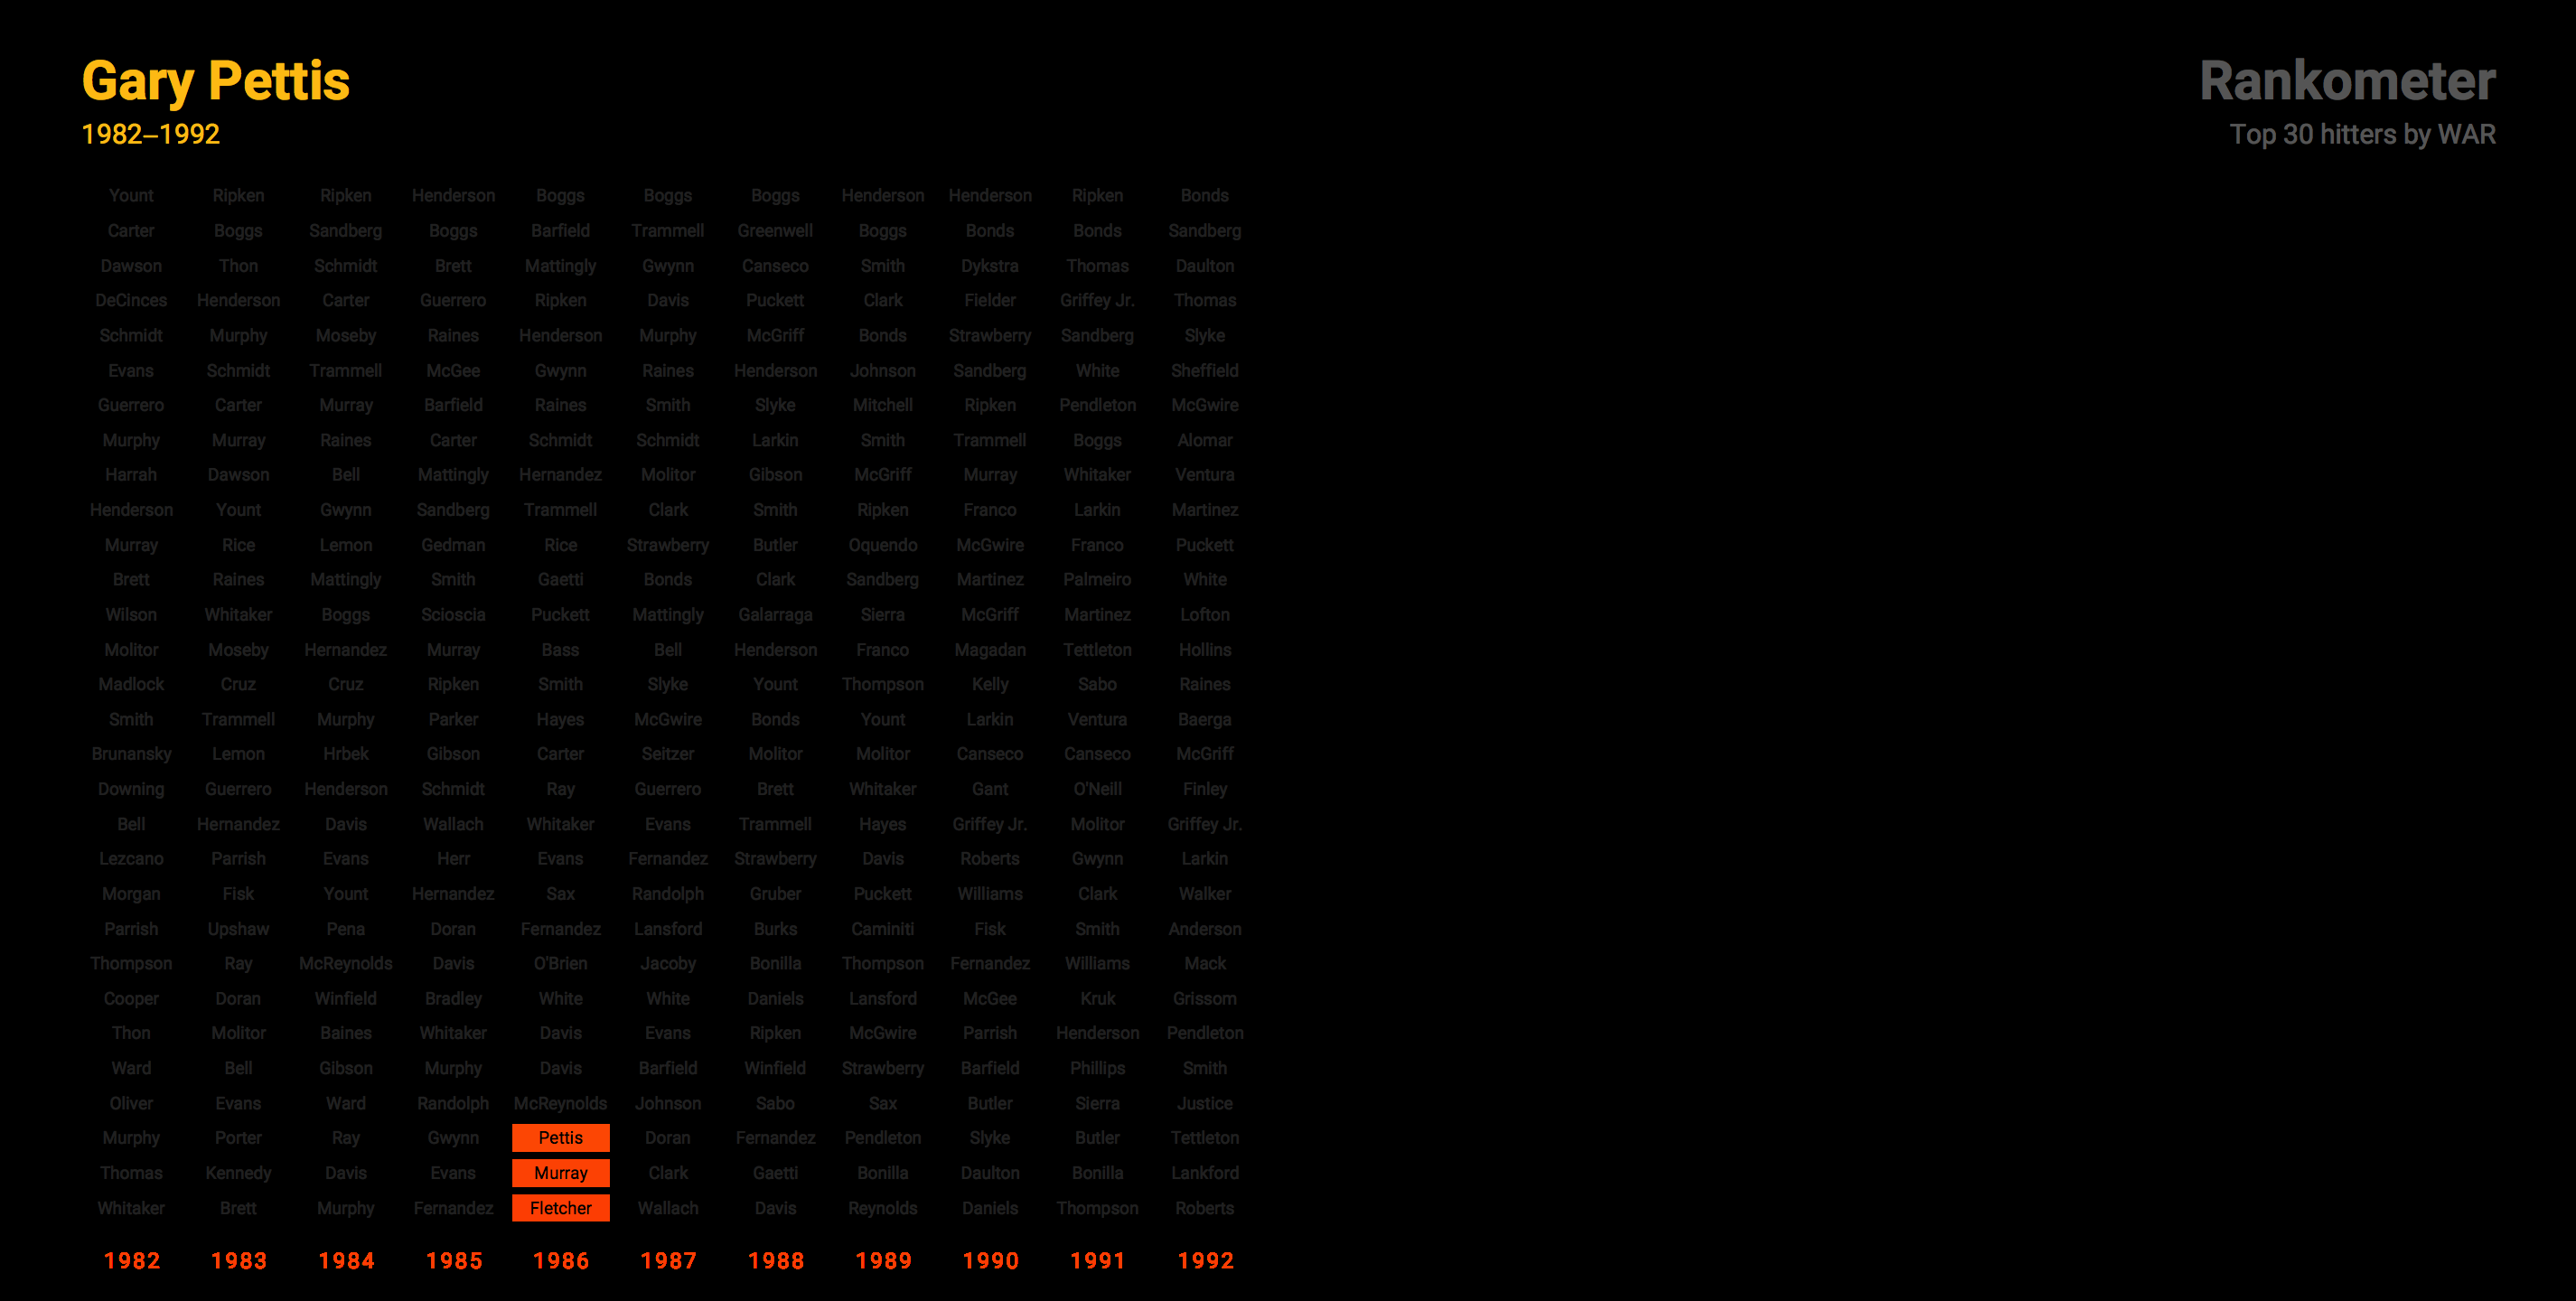 Gary Pettis
1982–1992
Rankometer
Top 30 hitters by WAR
Yount Ripken Ripken Henderson Boggs Boggs Boggs Henderson Henderson Ripken Bonds
Carter Boggs Sandberg Boggs Barfield Trammell Greenwell Boggs Bonds Bonds Sandberg
Dawson Thon Schmidt Brett Mattingly Gwynn Canseco Smith Dykstra Thomas Daulton
DeCinces Henderson Carter Guerrero Ripken Davis Puckett Clark Fielder Griffey Jr. Thomas
Schmidt Murphy Moseby Raines Henderson Murphy McGriff Bonds Strawberry Sandberg Slyke
Evans Schmidt Trammell McGee Gwynn Raines Henderson Johnson Sandberg White Sheffield
Guerrero Carter Murray Barfield Raines Smith Slyke Mitchell Ripken Pendleton McGwire
Murphy Murray Raines Carter Schmidt Schmidt Larkin Smith Trammell Boggs Alomar
Harrah Dawson Bell Mattingly Hernandez Molitor Gibson McGriff Murray Whitaker Ventura
Henderson Yount Gwynn Sandberg Trammell Clark Smith Ripken Franco Larkin Martinez
Murray Rice Lemon Gedman Rice Strawberry Butler Oquendo McGwire Franco Puckett
Brett Raines Mattingly Smith Gaetti Bonds Clark Sandberg Martinez Palmeiro White
Wilson Whitaker Boggs Scioscia Puckett Mattingly Galarraga Sierra McGriff Martinez Lofton
Molitor Moseby Hernandez Murray Bass Bell Henderson Franco Magadan Tettleton Hollins
Madlock Cruz Cruz Ripken Smith Slyke Yount Thompson Kelly Sabo Raines
Smith Trammell Murphy Parker Hayes McGwire Bonds Yount Larkin Ventura Baerga
Brunansky Lemon Hrbek Gibson Carter Seitzer Molitor Molitor Canseco Canseco McGriff
Downing Guerrero Henderson Schmidt Ray Guerrero Brett Whitaker Gant O'Neill Finley
Bell Hernandez Davis Wallach Whitaker Evans Trammell Hayes Griffey Jr. Molitor Griffey Jr.
Lezcano Parrish Evans Herr Evans Fernandez Strawberry Davis Roberts Gwynn Larkin
Morgan Fisk Yount Hernandez Sax Randolph Gruber Puckett Williams Clark Walker
Parrish Upshaw Pena Doran Fernandez Lansford Burks Caminiti Fisk Smith Anderson
Thompson Ray McReynolds Davis O'Brien Jacoby Bonilla Thompson Fernandez Williams Mack
Cooper Doran Winfield Bradley White White Daniels Lansford McGee Kruk Grissom
Thon Molitor Baines Whitaker Davis Evans Ripken McGwire Parrish Henderson Pendleton
Ward Bell Gibson Murphy Davis Barfield Winfield Strawberry Barfield Phillips Smith
Oliver Evans Ward Randolph McReynolds Johnson Sabo Sax Butler Sierra Justice
Murphy Porter Ray Gwynn Pettis Doran Fernandez Pendleton Slyke Butler Tettleton
Thomas Kennedy Davis Evans Murray Clark Gaetti Bonilla Daulton Bonilla Lankford
Whitaker Brett Murphy Fernandez Fletcher Wallach Davis Reynolds Daniels Thompson Roberts
1982 1983 1984 1985 1986 1987 1988 1989 1990 1991 1992